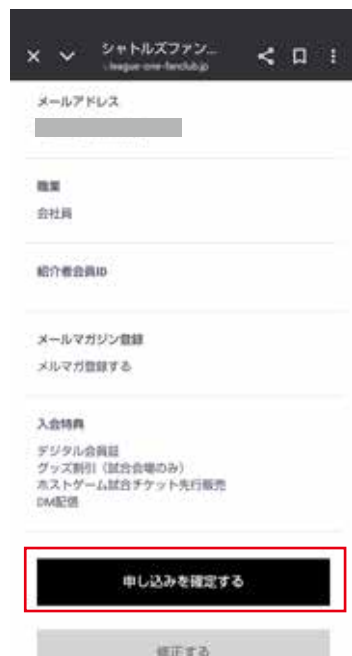 シャトルズファン...
league-one-fanclub.jp
メールアドレス
職業
会社員
紹介者会員ID
メールマガジン登録
メルマガ登録する
入会特典
デジタル会員証
グッズ割引（試合会場のみ）
ホストゲーム試合チケット先行販売
DM配信
申し込みを確定する
修正する